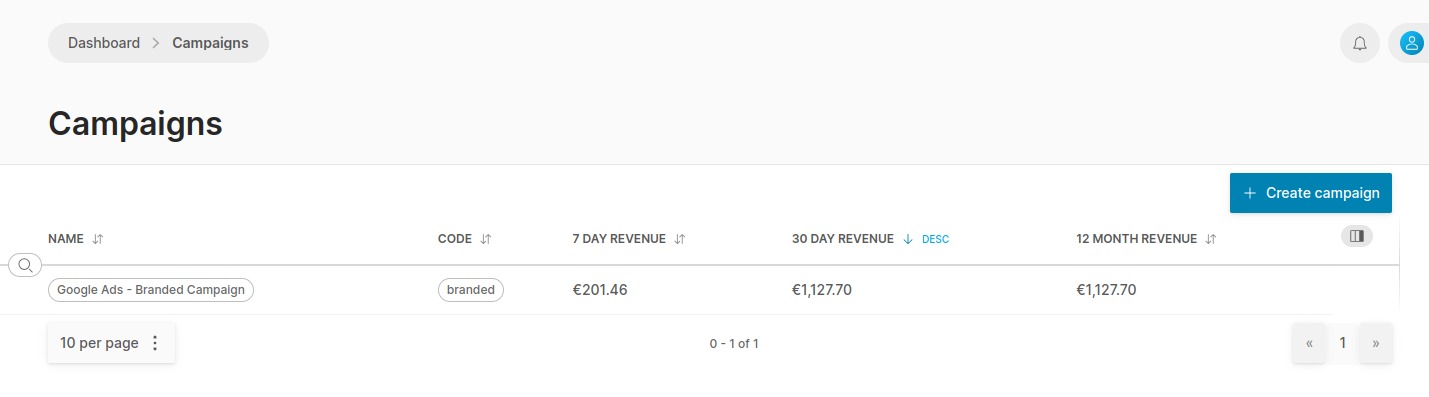 Dashboard > Campaigns
Campaigns
+ Create campaign
NAME CODE 7 DAY REVENUE 30 DAY REVENUE DESC 12 MONTH REVENUE
Google Ads - Branded Campaign branded €201.46 €1,127.70 €1,127.70
10 per page 0 - 1 of 1 « 1 »